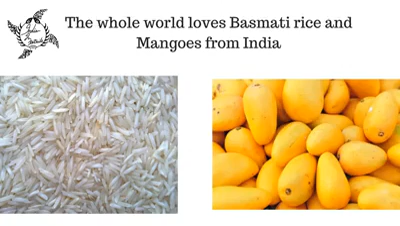 The whole world loves Basmati rice and
Mangoes from India